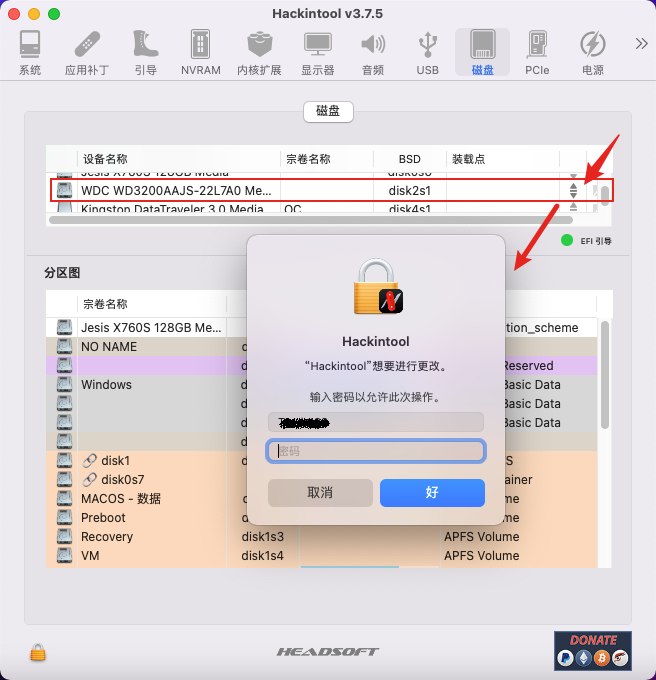 Hackintool v3.7.5
系统 应用补丁 引导 NVRAM 内核扩展 显示器 音频 USB 磁盘 PCIe 电源
磁盘
设备名称 宗卷名称 BSD 装载点
Jesis X760S 128GB Media disk0s6
WDC WD3200AAJS-22L7A0 Me... disk2s1
Kingston DataTraveler 3.0 Media OC disk4s1
EFI 引导
分区图
宗卷名称
Jesis X760S 128GB Me... tion_scheme
NO NAME
Reserved
Windows Basic Data
Basic Data
Basic Data
disk1
disk0s7 ainer
MACOS - 数据
Preboot
Recovery disk1s3 APFS Volume
VM disk1s4 APFS Volume
Hackintool
“Hackintool”想要进行更改。
输入密码以允许此次操作。
密码
取消 好
HEADSOFT
DONATE